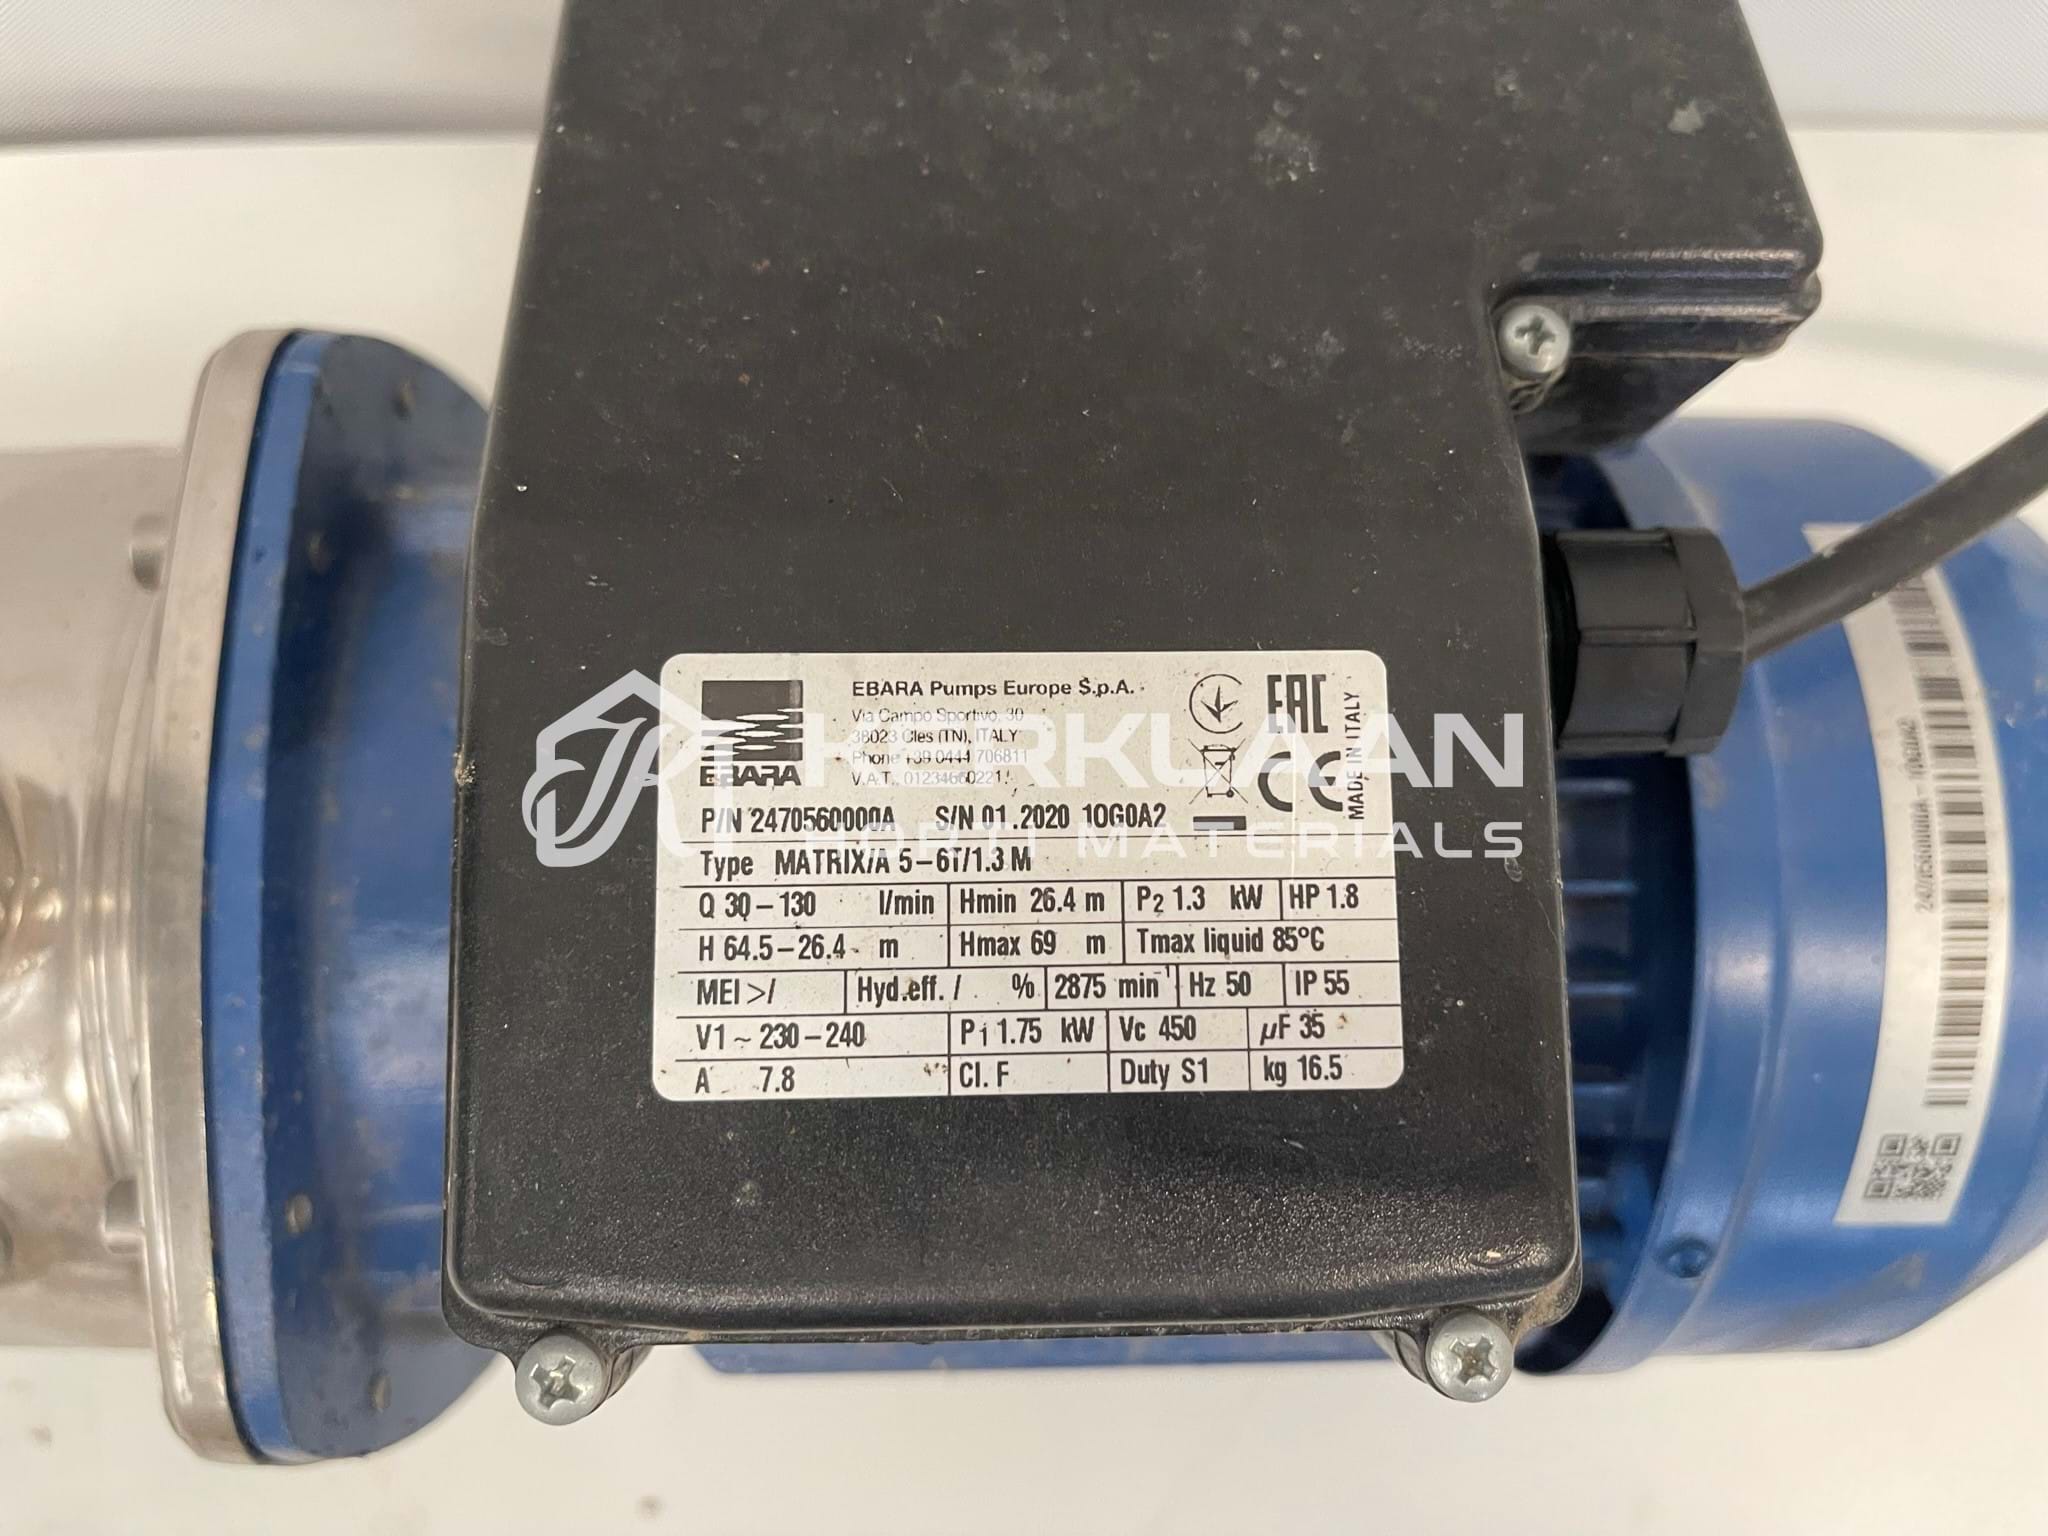 EBARA
EBARA Pumps Europe S.p.A.
Via Campo Sportivo, 30
38023 Cles (TN), ITALY
Phone +39 0444 706811
V.A.T. 01234660221
EAC
CE
MADE IN ITALY
P/N 2470560000A S/N 01.2020 10G0A2
Type MATRIX/A 5-6T/1.3 M
Q 30-130 l/min Hmin 26.4 m P2 1.3 kW HP 1.8
H 64.5-26.4 m Hmax 69 m Tmax liquid 85°C
MEI >/ Hyd.eff. / % 2875 min⁻¹ Hz 50 IP 55
V1~ 230-240 P1 1.75 kW Vc 450 µF 35
A 7.8 Cl. F Duty S1 kg 16.5
TOPTI MATERIALS